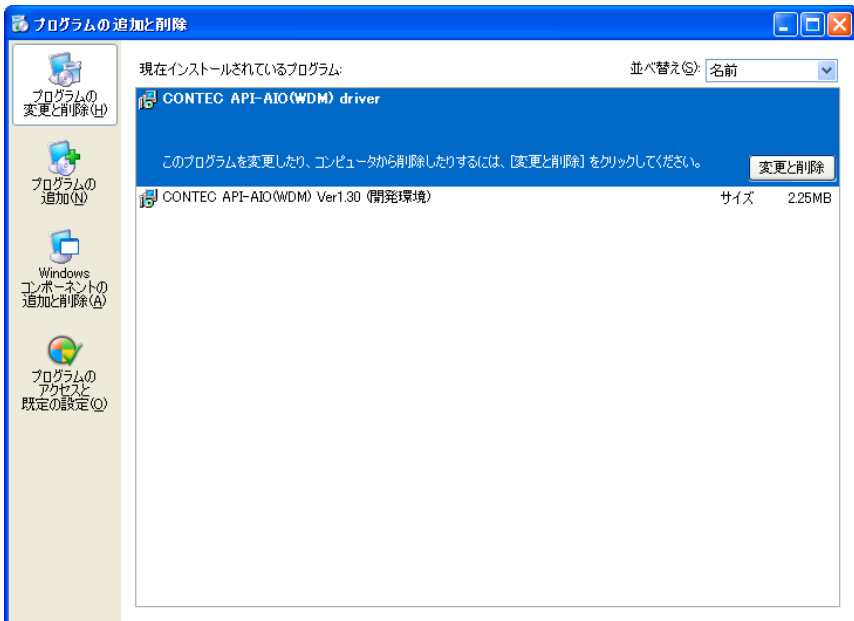 プログラムの追加と削除
現在インストールされているプログラム:
並べ替え(S):
名前
プログラムの
変更と削除(H)
CONTEC API-AIO(WDM) driver
このプログラムを変更したり、コンピュータから削除したりするには、[変更と削除] をクリックしてください。
変更と削除
CONTEC API-AIO(WDM) Ver1.30 (開発環境)
サイズ
2.25MB
プログラムの
追加(N)
Windows
コンポーネントの
追加と削除(A)
プログラムの
アクセスと
既定の設定(O)